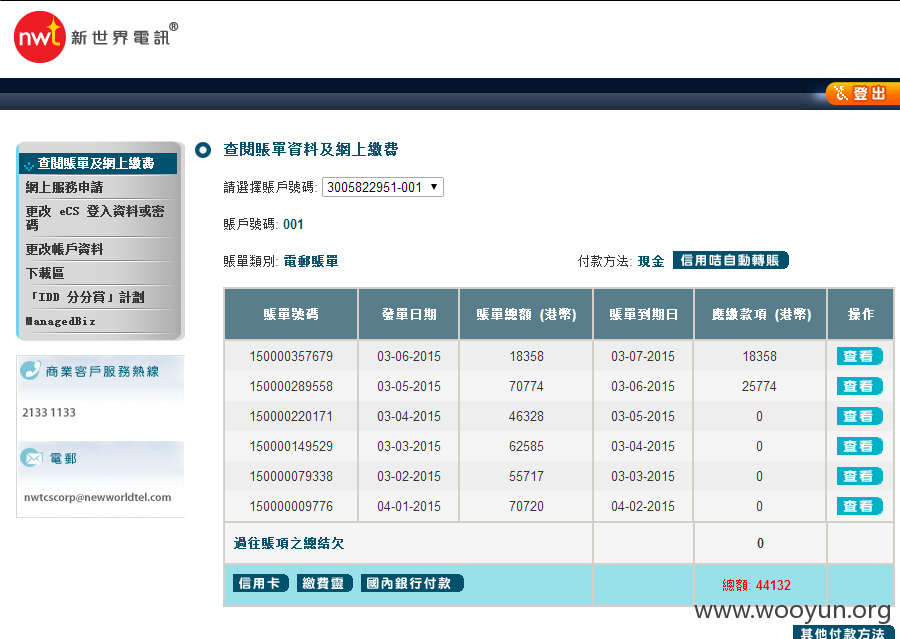 nwt 新世界電訊®
登出
查閱賬單及網上繳費
網上服務申請
更改 eCS 登入資料或密
碼
更改帳戶資料
下載區
「IDD 分分賞」計劃
ManagedBiz
商業客戶服務熱線
2133 1133
電郵
nwtcscorp@newworldtel.com
查閱賬單資料及網上繳費
請選擇賬戶號碼: 3005822951-001 ▼
賬戶號碼: 001
賬單類別: 電郵賬單 付款方法: 現金 信用咭自動轉賬
賬單號碼 發單日期 賬單總額 (港幣) 賬單到期日 應繳款項 (港幣) 操作
150000357679 03-06-2015 18358 03-07-2015 18358 查看
150000289558 03-05-2015 70774 03-06-2015 25774 查看
150000220171 03-04-2015 46328 03-05-2015 0 查看
150000149529 03-03-2015 62585 03-04-2015 0 查看
150000079338 03-02-2015 55717 03-03-2015 0 查看
150000009776 04-01-2015 70720 04-02-2015 0 查看
過往賬項之總結欠 0
信用卡 繳費靈 國內銀行付款 總額: 44132
www.wooyun.org
其他付款方法